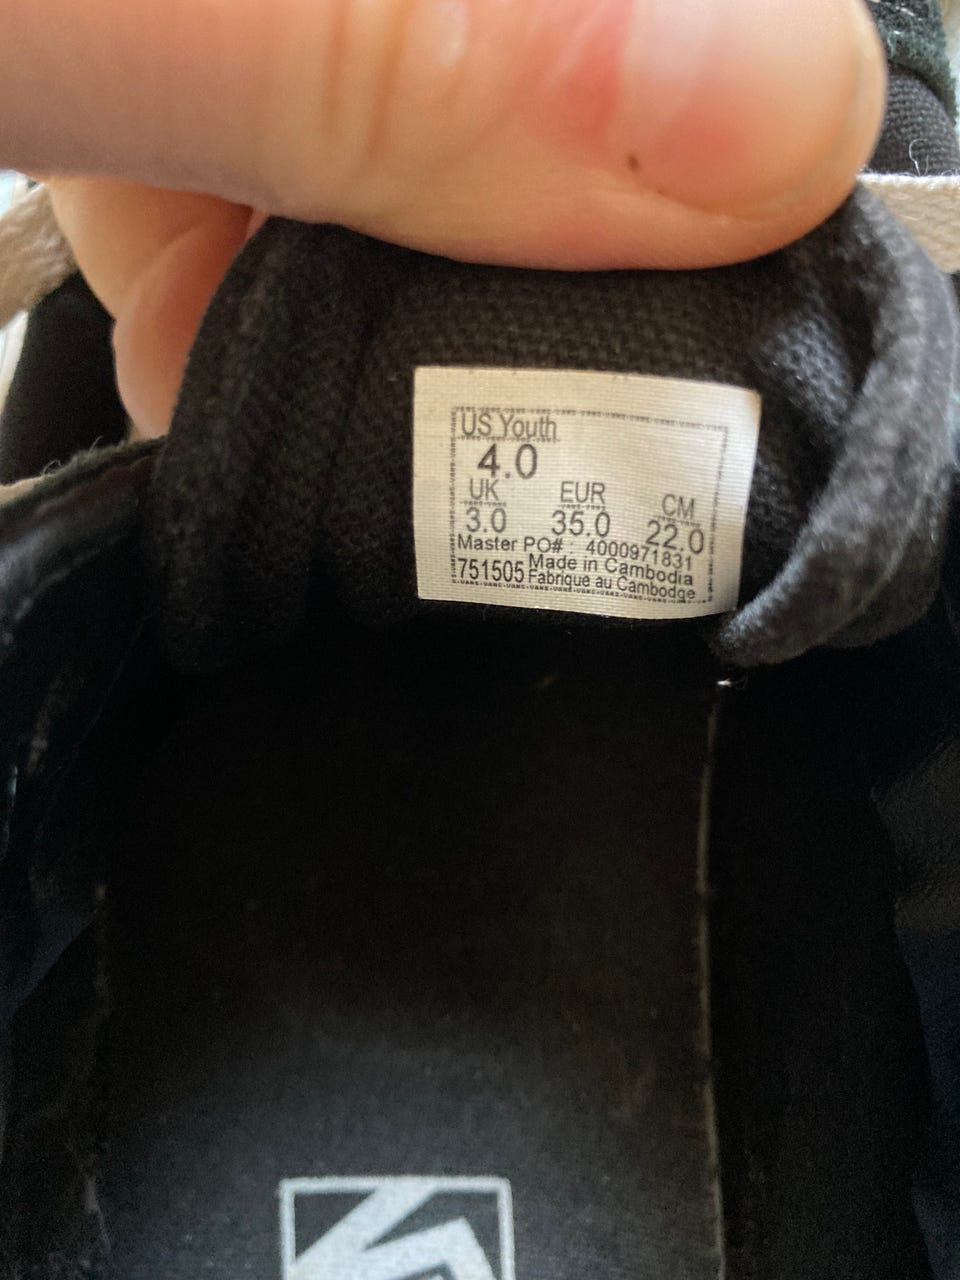 US Youth
4.0
UK EUR CM
3.0 35.0 22.0
Master PO# : 4000971831
751505 Made in Cambodia
Fabriqué au Cambodge